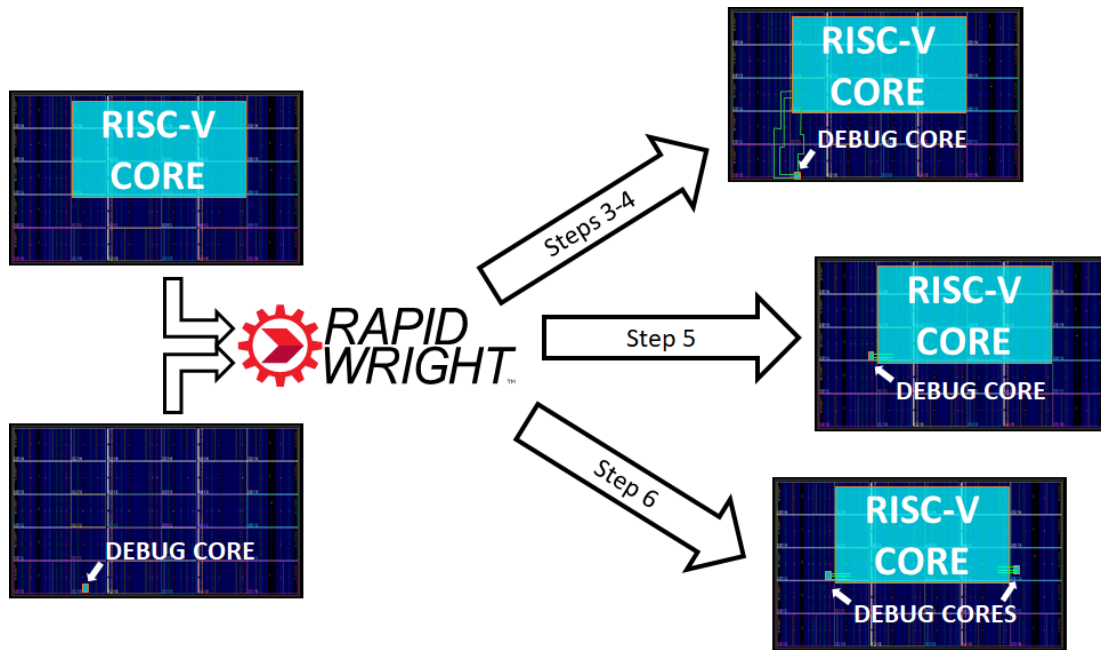 RISC-V
CORE
DEBUG CORE
RAPID
WRIGHT™
Steps 3-4
Step 5
Step 6
RISC-V
CORE
DEBUG CORE
RISC-V
CORE
DEBUG CORE
RISC-V
CORE
DEBUG CORES